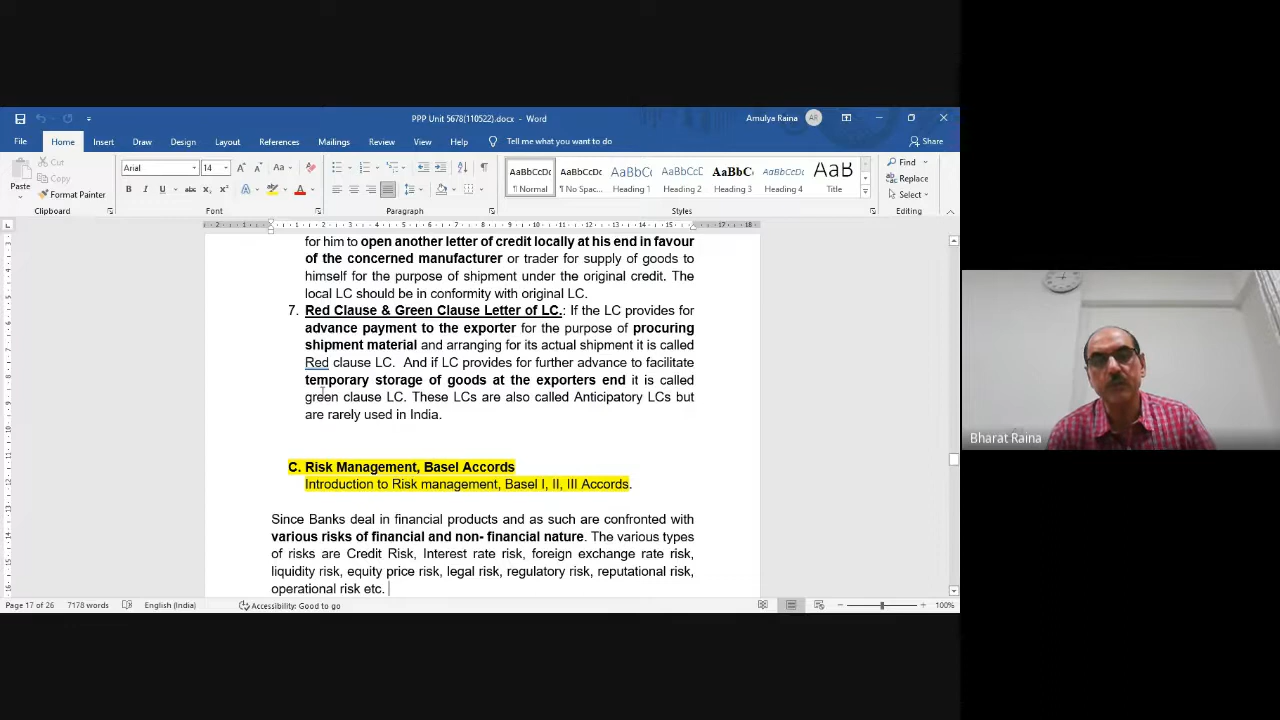 PPP Unit 5678(110522).docx - Word
Amulya Raina
AR
File
Home
Insert
Draw
Design
Layout
References
Mailings
Review
View
Help
Tell me what you want to do
Share
Paste
Cut
Copy
Format Painter
Clipboard
Arial
14
Font
Paragraph
AaBbCcDc
¶ Normal
AaBbCcDc
¶ No Spac...
AaBbC(
Heading 1
AaBbCcD
Heading 2
AaBbCc
Heading 3
AaBbCcDd
Heading 4
AaB
Title
Styles
Find
Replace
Select
Editing
for him to open another letter of credit locally at his end in favour
of the concerned manufacturer or trader for supply of goods to
himself for the purpose of shipment under the original credit. The
local LC should be in conformity with original LC.
7. Red Clause & Green Clause Letter of LC.: If the LC provides for
advance payment to the exporter for the purpose of procuring
shipment material and arranging for its actual shipment it is called
Red clause LC. And if LC provides for further advance to facilitate
temporary storage of goods at the exporters end it is called
green clause LC. These LCs are also called Anticipatory LCs but
are rarely used in India.
C. Risk Management, Basel Accords
Introduction to Risk management, Basel I, II, III Accords.
Since Banks deal in financial products and as such are confronted with
various risks of financial and non- financial nature. The various types
of risks are Credit Risk, Interest rate risk, foreign exchange rate risk,
liquidity risk, equity price risk, legal risk, regulatory risk, reputational risk,
operational risk etc.
Page 17 of 26
7178 words
English (India)
Accessibility: Good to go
100%
Bharat Raina